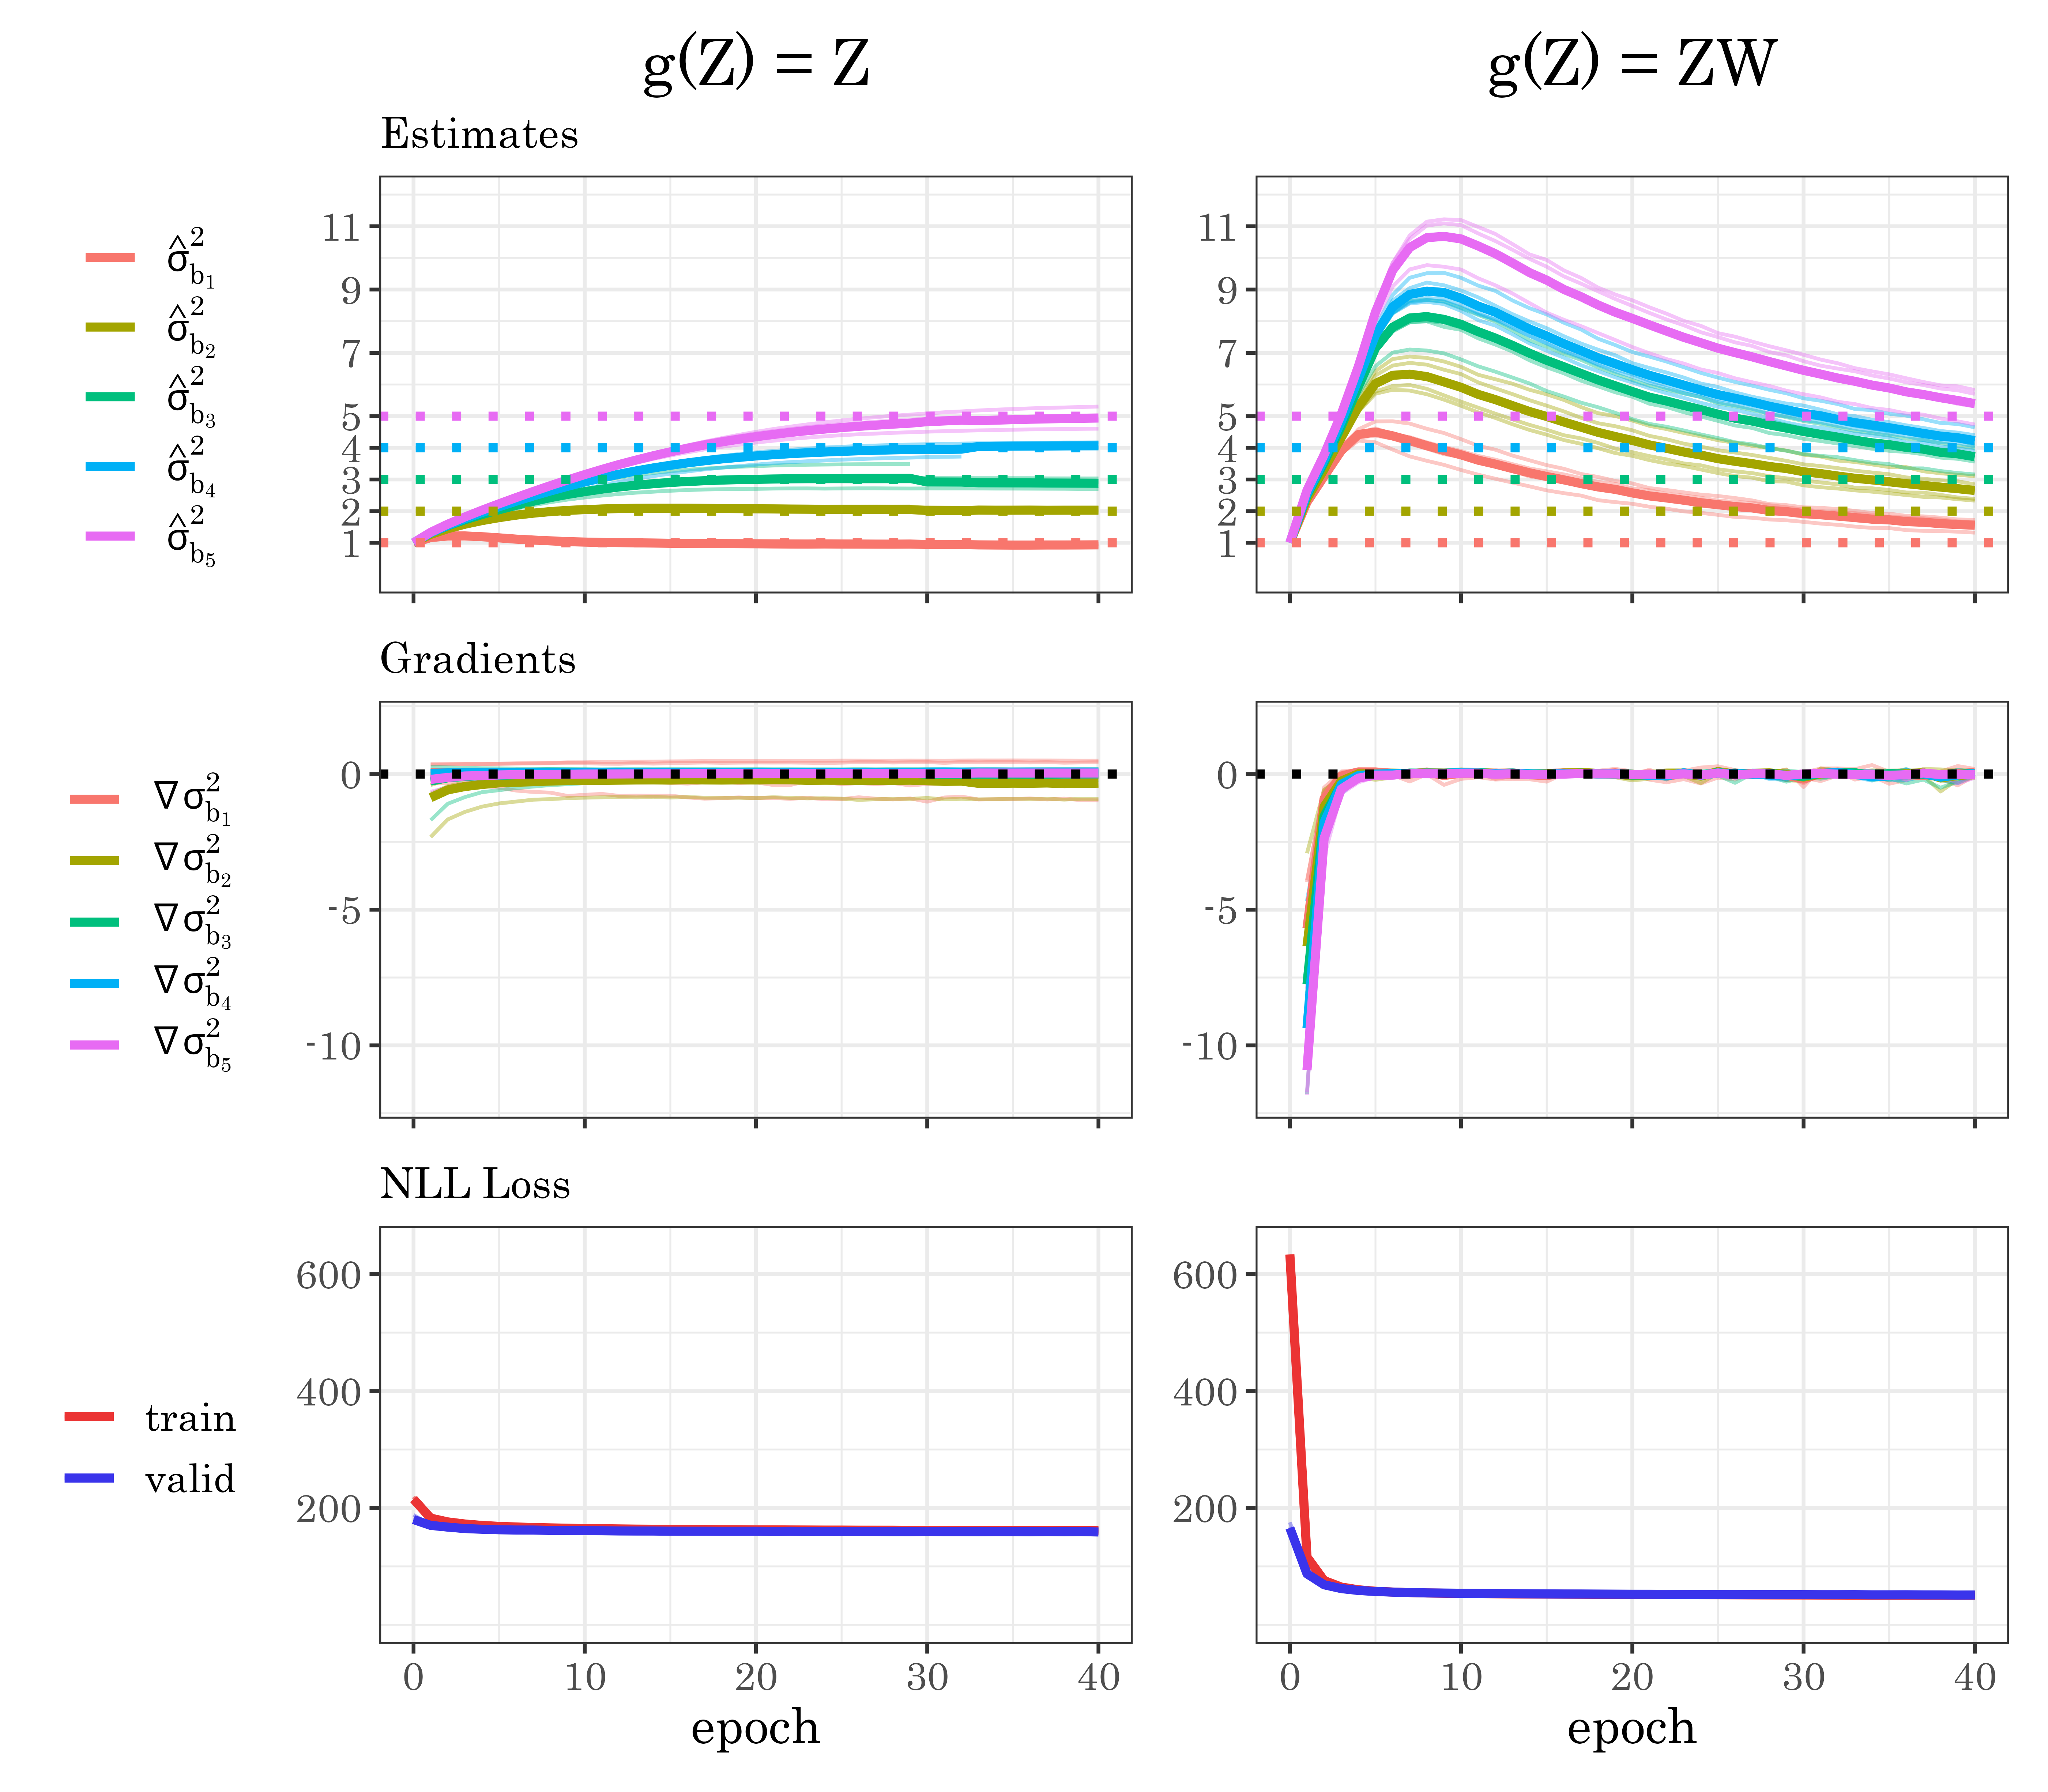 g(Z) = Z
g(Z) = ZW
Estimates
σ̂²b₁
σ̂²b₂
σ̂²b₃
σ̂²b₄
σ̂²b₅
11
9
7
5
4
3
2
1
11
9
7
5
4
3
2
1
Gradients
∇σ²b₁
∇σ²b₂
∇σ²b₃
∇σ²b₄
∇σ²b₅
0
-5
-10
0
-5
-10
NLL Loss
train
valid
600
400
200
600
400
200
0 10 20 30 40
0 10 20 30 40
epoch
epoch